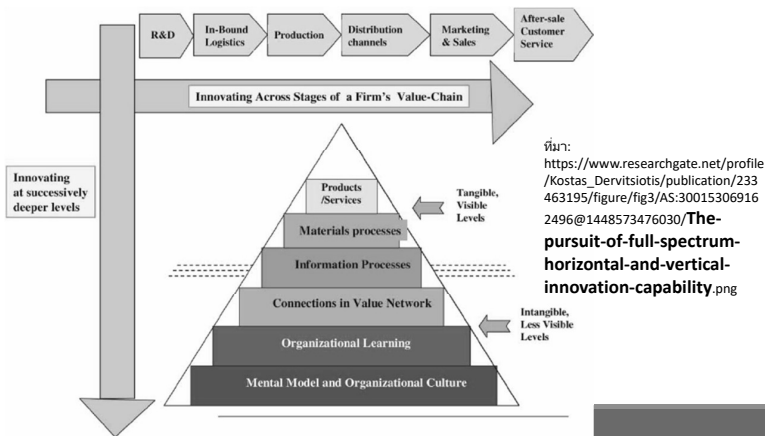 R&D
In-Bound
Logistics
Production
Distribution
channels
Marketing
& Sales
After-sale
Customer
Service
Innovating Across Stages of a Firm's Value-Chain
Innovating
at successively
deeper levels
Products
/Services
Materials processes
Information Processes
Connections in Value Network
Organizational Learning
Mental Model and Organizational Culture
Tangible,
Visible
Levels
Intangible,
Less Visible
Levels
ที่มา:
https://www.researchgate.net/profile
/Kostas_Dervitsiotis/publication/233
463195/figure/fig3/AS:30015306916
2496@1448573476030/The-
pursuit-of-full-spectrum-
horizontal-and-vertical-
innovation-capability.png